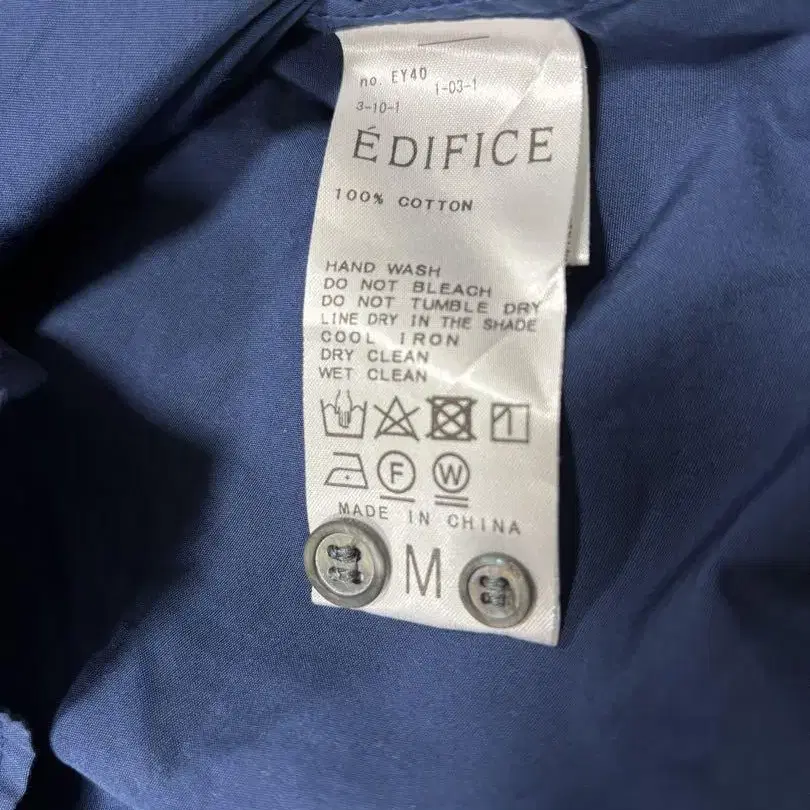 no. EY40
1-03-1
3-10-1
ÉDIFICE
100% COTTON
HAND WASH
DO NOT BLEACH
DO NOT TUMBLE DRY
LINE DRY IN THE SHADE
COOL IRON
DRY CLEAN
WET CLEAN
F W
MADE IN CHINA
M